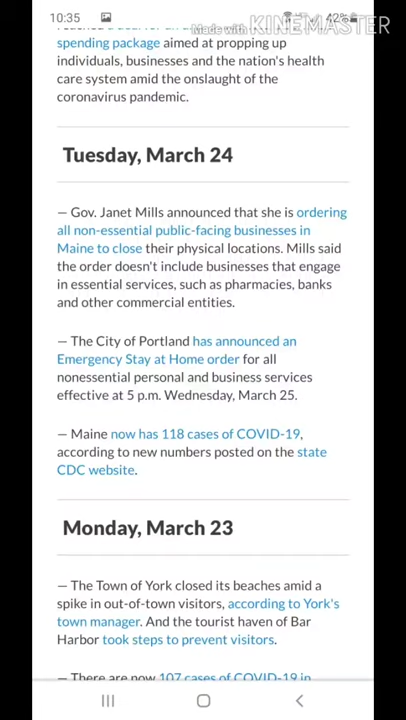 10:35
42%
Made with KINEMASTER
spending package aimed at propping up
individuals, businesses and the nation's health
care system amid the onslaught of the
coronavirus pandemic.
Tuesday, March 24
— Gov. Janet Mills announced that she is ordering
all non-essential public-facing businesses in
Maine to close their physical locations. Mills said
the order doesn't include businesses that engage
in essential services, such as pharmacies, banks
and other commercial entities.
— The City of Portland has announced an
Emergency Stay at Home order for all
nonessential personal and business services
effective at 5 p.m. Wednesday, March 25.
— Maine now has 118 cases of COVID-19,
according to new numbers posted on the state
CDC website.
Monday, March 23
— The Town of York closed its beaches amid a
spike in out-of-town visitors, according to York's
town manager. And the tourist haven of Bar
Harbor took steps to prevent visitors.
— There are now 107 cases of COVID-19 in